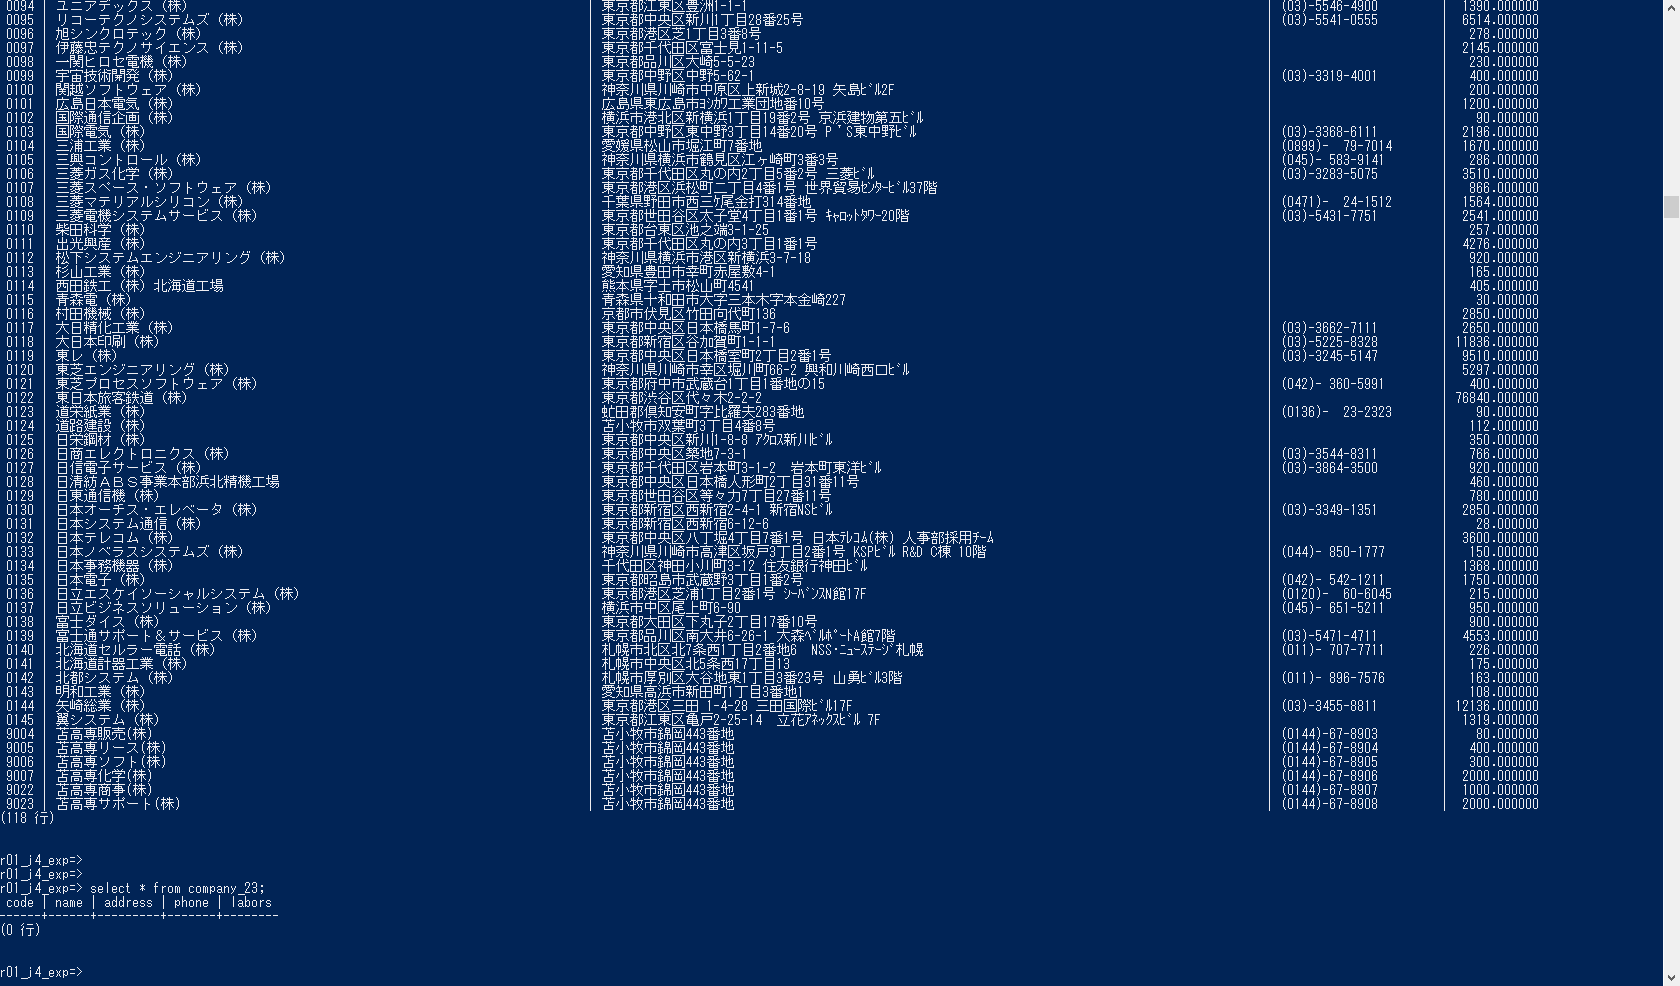 0094 | ユニアデックス (株) | 東京都江東区豊洲1-1-1 | (03)-5546-4900 | 1390.000000
0095 | リコーテクノシステムズ (株) | 東京都中央区新川1丁目28番25号 | (03)-5541-0555 | 6514.000000
0096 | 旭シンクロテック (株) | 東京都港区芝1丁目3番8号 | | 278.000000
0097 | 伊藤忠テクノサイエンス (株) | 東京都千代田区富士見1-11-5 | | 2145.000000
0098 | 一関ヒロセ電機 (株) | 東京都品川区大崎5-5-23 | | 230.000000
0099 | 宇宙技術開発 (株) | 東京都中野区中野5-62-1 | (03)-3319-4001 | 400.000000
0100 | 関越ソフトウェア (株) | 神奈川県川崎市中原区上新城2-8-19 矢島ﾋﾞﾙ2F | | 200.000000
0101 | 広島日本電気 (株) | 広島県東広島市ﾖｼｶﾜ工業団地番10号 | | 1200.000000
0102 | 国際通信企画 (株) | 横浜市港北区新横浜1丁目19番2号 京浜建物第五ﾋﾞﾙ | | 90.000000
0103 | 国際電気 (株) | 東京都中野区東中野3丁目14番20号 P'S東中野ﾋﾞﾙ | (03)-3368-6111 | 2196.000000
0104 | 三浦工業 (株) | 愛媛県松山市堀江町7番地 | (0899)-  79-7014 | 1670.000000
0105 | 三興コントロール (株) | 神奈川県横浜市鶴見区江ヶ崎町3番3号 | (045)- 583-9141 | 286.000000
0106 | 三菱ガス化学 (株) | 東京都千代田区丸の内2丁目5番2号 三菱ﾋﾞﾙ | (03)-3283-5075 | 3510.000000
0107 | 三菱スペース・ソフトウェア (株) | 東京都港区浜松町二丁目4番1号 世界貿易ｾﾝﾀｰﾋﾞﾙ37階 | | 866.000000
0108 | 三菱マテリアルシリコン (株) | 千葉県野田市西三ｹ尾金打314番地 | (0471)-  24-1512 | 1564.000000
0109 | 三菱電機システムサービス (株) | 東京都世田谷区太子堂4丁目1番1号 ｷｬﾛｯﾄﾀﾜｰ20階 | (03)-5431-7751 | 2541.000000
0110 | 柴田科学 (株) | 東京都台東区池之端3-1-25 | | 257.000000
0111 | 出光興産 (株) | 東京都千代田区丸の内3丁目1番1号 | | 4276.000000
0112 | 松下システムエンジニアリング (株) | 神奈川県横浜市港区新横浜3-7-18 | | 920.000000
0113 | 杉山工業 (株) | 愛知県豊田市幸町赤屋敷4-1 | | 165.000000
0114 | 西田鉄工 (株) 北海道工場 | 熊本県宇土市松山町4541 | | 405.000000
0115 | 青森電 (株) | 青森県十和田市大字三本木字本金崎227 | | 30.000000
0116 | 村田機械 (株) | 京都市伏見区竹田向代町136 | | 2850.000000
0117 | 大日精化工業 (株) | 東京都中央区日本橋馬町1-7-6 | (03)-3662-7111 | 2650.000000
0118 | 大日本印刷 (株) | 東京都新宿区谷加賀町1-1-1 | (03)-5225-8328 | 11836.000000
0119 | 東レ (株) | 東京都中央区日本橋室町2丁目2番1号 | (03)-3245-5147 | 9510.000000
0120 | 東芝エンジニアリング (株) | 神奈川県川崎市幸区堀川町66-2 興和川崎西口ﾋﾞﾙ | | 5297.000000
0121 | 東芝プロセスソフトウェア (株) | 東京都府中市武蔵台1丁目1番地の15 | (042)- 360-5991 | 400.000000
0122 | 東日本旅客鉄道 (株) | 東京都渋谷区代々木2-2-2 | | 76840.000000
0123 | 道栄紙業 (株) | 虻田郡倶知安町字比羅夫283番地 | (0136)-  23-2323 | 90.000000
0124 | 道路建設 (株) | 苫小牧市双葉町3丁目4番8号 | | 112.000000
0125 | 日栄鋼材 (株) | 東京都中央区新川1-8-8 ｱｸﾛｽ新川ﾋﾞﾙ | | 350.000000
0126 | 日商エレクトロニクス (株) | 東京都中央区築地7-3-1 | (03)-3544-8311 | 766.000000
0127 | 日信電子サービス (株) | 東京都千代田区岩本町3-1-2  岩本町東洋ﾋﾞﾙ | (03)-3864-3500 | 920.000000
0128 | 日清紡ＡＢＳ事業本部浜北精機工場 | 東京都中央区日本橋人形町2丁目31番11号 | | 460.000000
0129 | 日東通信機 (株) | 東京都世田谷区等々力7丁目27番11号 | | 780.000000
0130 | 日本オーチス・エレベータ (株) | 東京都新宿区西新宿2-4-1 新宿NSﾋﾞﾙ | (03)-3349-1351 | 2850.000000
0131 | 日本システム通信 (株) | 東京都新宿区西新宿6-12-6 | | 28.000000
0132 | 日本テレコム (株) | 東京都中央区八丁堀4丁目7番1号 日本ﾃﾚｺﾑ(株) 人事部採用ﾁｰﾑ | | 3600.000000
0133 | 日本ノベラスシステムズ (株) | 神奈川県川崎市高津区坂戸3丁目2番1号 KSPﾋﾞﾙ R&D C棟 10階 | (044)- 850-1777 | 150.000000
0134 | 日本事務機器 (株) | 千代田区神田小川町3-12 住友銀行神田ﾋﾞﾙ | | 1368.000000
0135 | 日本電子 (株) | 東京都昭島市武蔵野3丁目1番2号 | (042)- 542-1211 | 1750.000000
0136 | 日立エスケイソーシャルシステム (株) | 東京都港区芝浦1丁目2番1号 ｼｰﾊﾞﾝｽN館17F | (0120)-  60-6045 | 215.000000
0137 | 日立ビジネスソリューション (株) | 横浜市中区尾上町6-90 | (045)- 651-5211 | 950.000000
0138 | 富士ダイス (株) | 東京都大田区下丸子2丁目17番10号 | | 900.000000
0139 | 富士通サポート＆サービス (株) | 東京都品川区南大井6-26-1 大森ﾍﾞﾙﾎﾟｰﾄA館7階 | (03)-5471-4711 | 4553.000000
0140 | 北海道セルラー電話 (株) | 札幌市北区北7条西1丁目2番地6  NSS･ﾆｭｰｽﾃｰｼﾞ札幌 | (011)- 707-7711 | 226.000000
0141 | 北海道計器工業 (株) | 札幌市中央区北5条西17丁目13 | | 175.000000
0142 | 北都システム (株) | 札幌市厚別区大谷地東1丁目3番23号 山勇ﾋﾞﾙ3階 | (011)- 896-7576 | 163.000000
0143 | 明和工業 (株) | 愛知県高浜市新田町1丁目3番地1 | | 108.000000
0144 | 矢崎総業 (株) | 東京都港区三田 1-4-28 三田国際ﾋﾞﾙ17F | (03)-3455-8811 | 12136.000000
0145 | 翼システム (株) | 東京都江東区亀戸2-25-14  立花ｱﾈｯｸｽﾋﾞﾙ 7F | | 1319.000000
9004 | 苫高専販売(株) | 苫小牧市錦岡443番地 | (0144)-67-8903 | 80.000000
9005 | 苫高専リース(株) | 苫小牧市錦岡443番地 | (0144)-67-8904 | 400.000000
9006 | 苫高専ソフト(株) | 苫小牧市錦岡443番地 | (0144)-67-8905 | 300.000000
9007 | 苫高専化学(株) | 苫小牧市錦岡443番地 | (0144)-67-8906 | 2000.000000
9022 | 苫高専商事(株) | 苫小牧市錦岡443番地 | (0144)-67-8907 | 1000.000000
9023 | 苫高専サポート(株) | 苫小牧市錦岡443番地 | (0144)-67-8908 | 2000.000000
(118 行)
r01_j4_exp=>
r01_j4_exp=>
r01_j4_exp=> select * from company_23;
code | name | address | phone | labors
------+------+---------+-------+--------
(0 行)
r01_j4_exp=>